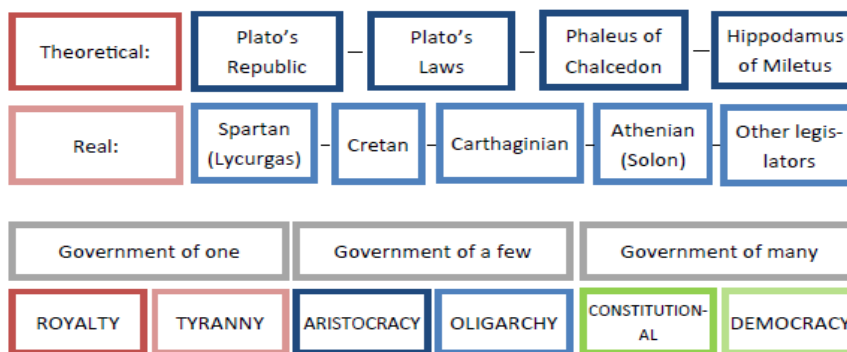 Theoretical:
Plato's
Republic
Plato's
Laws
Phaleus of
Chalcedon
Hippodamus
of Miletus
Real:
Spartan
(Lycurgas)
Cretan
Carthaginian
Athenian
(Solon)
Other legis-
lators
Government of one
Government of a few
Government of many
ROYALTY
TYRANNY
ARISTOCRACY
OLIGARCHY
CONSTITUTION-
AL
DEMOCRACY